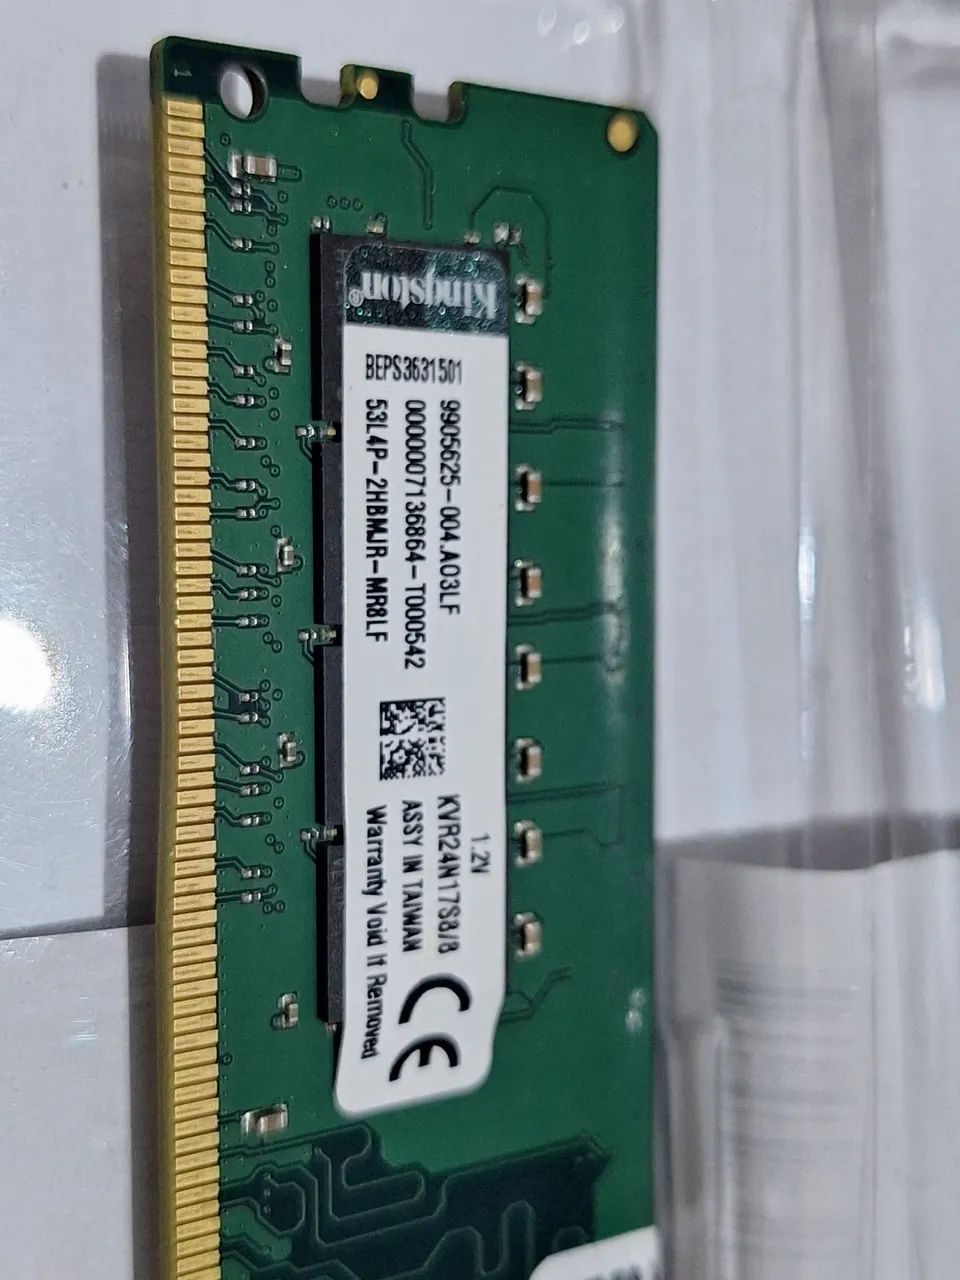 1
Kingston®
BEPS3631501
9905625-004.A03LF
0000007136864-T000542
53L4P-2HBMJR-MR8LF
1.2V
KVR24N17S8/8
ASSY IN TAIWAN
Warranty Void If Removed
CE